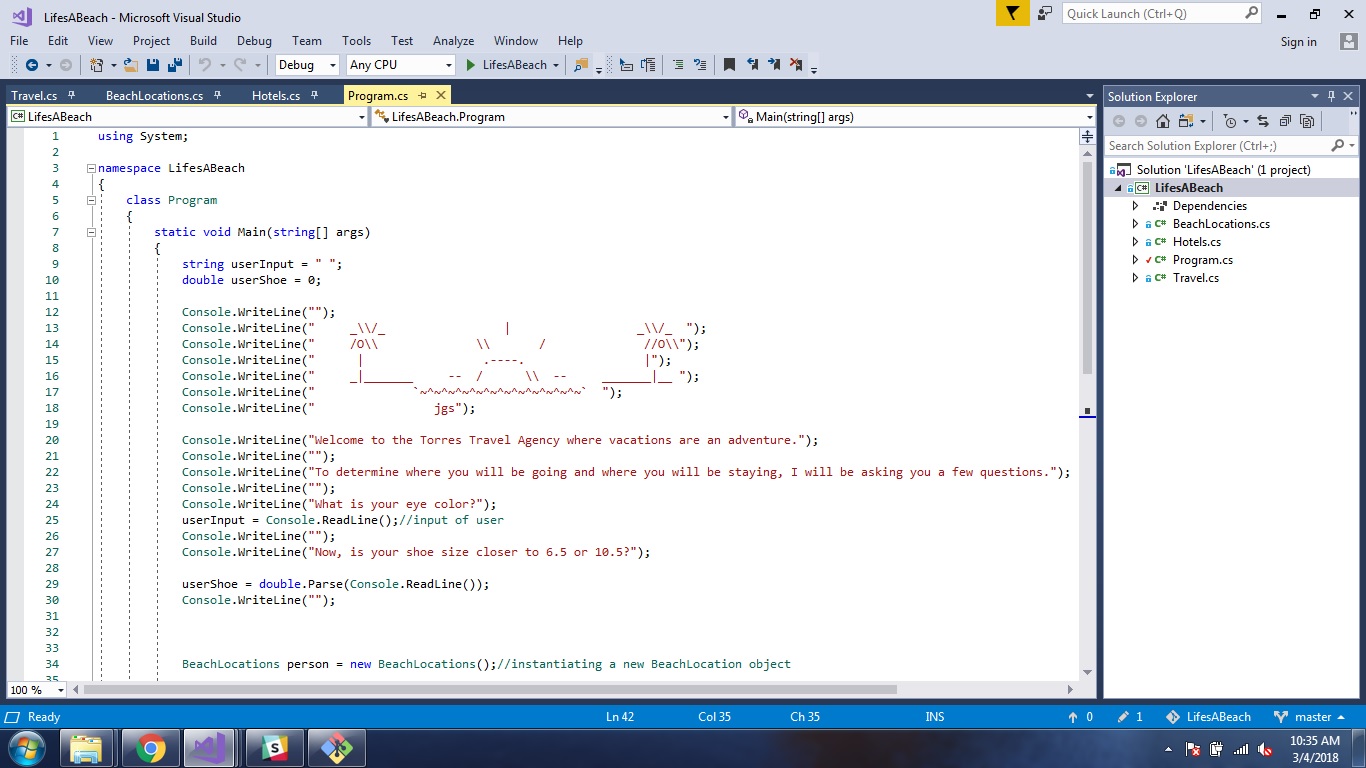 LifesABeach - Microsoft Visual Studio
Quick Launch (Ctrl+Q)
File Edit View Project Build Debug Team Tools Test Analyze Window Help
Sign in
Debug Any CPU LifesABeach
Travel.cs BeachLocations.cs Hotels.cs Program.cs
LifesABeach LifesABeach.Program Main(string[] args)
1 using System;
2
3 namespace LifesABeach
4 {
5     class Program
6     {
7         static void Main(string[] args)
8         {
9             string userInput = " ";
10             double userShoe = 0;
11
12             Console.WriteLine("");
13             Console.WriteLine("     _\\/_                 |                  _\\/_  ");
14             Console.WriteLine("     /O\\              \\       /              //O\\");
15             Console.WriteLine("      |                 .----.                 |");
16             Console.WriteLine("     _|_______     --  /      \\  --     _______|__ ");
17             Console.WriteLine("              `~^~^~^~^~^~^~^~^~^~^~^~`  ");
18             Console.WriteLine("                 jgs");
19
20             Console.WriteLine("Welcome to the Torres Travel Agency where vacations are an adventure.");
21             Console.WriteLine("");
22             Console.WriteLine("To determine where you will be going and where you will be staying, I will be asking you a few questions.");
23             Console.WriteLine("");
24             Console.WriteLine("What is your eye color?");
25             userInput = Console.ReadLine();//input of user
26             Console.WriteLine("");
27             Console.WriteLine("Now, is your shoe size closer to 6.5 or 10.5?");
28
29             userShoe = double.Parse(Console.ReadLine());
30             Console.WriteLine("");
31
32
33
34             BeachLocations person = new BeachLocations();//instantiating a new BeachLocation object
35
100 %
Solution Explorer
Search Solution Explorer (Ctrl+;)
Solution 'LifesABeach' (1 project)
C# LifesABeach
Dependencies
C# BeachLocations.cs
C# Hotels.cs
C# Program.cs
C# Travel.cs
Ready Ln 42 Col 35 Ch 35 INS 0 1 LifesABeach master
10:35 AM
3/4/2018